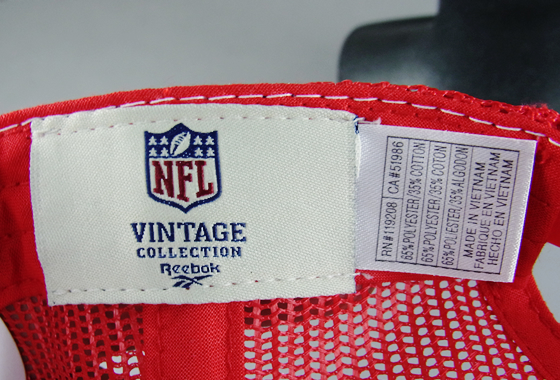 NFL
VINTAGE
COLLECTION
Reebok
RN#119208 CA#51986
65%POLYESTER/35% COTTON
65%POLYESTER/35% COTON
65%POLYESTER/35%ALGODON
MADE IN VIETNAM
FABRIQUE EN VIETNAM
HECHO EN VIETNAM